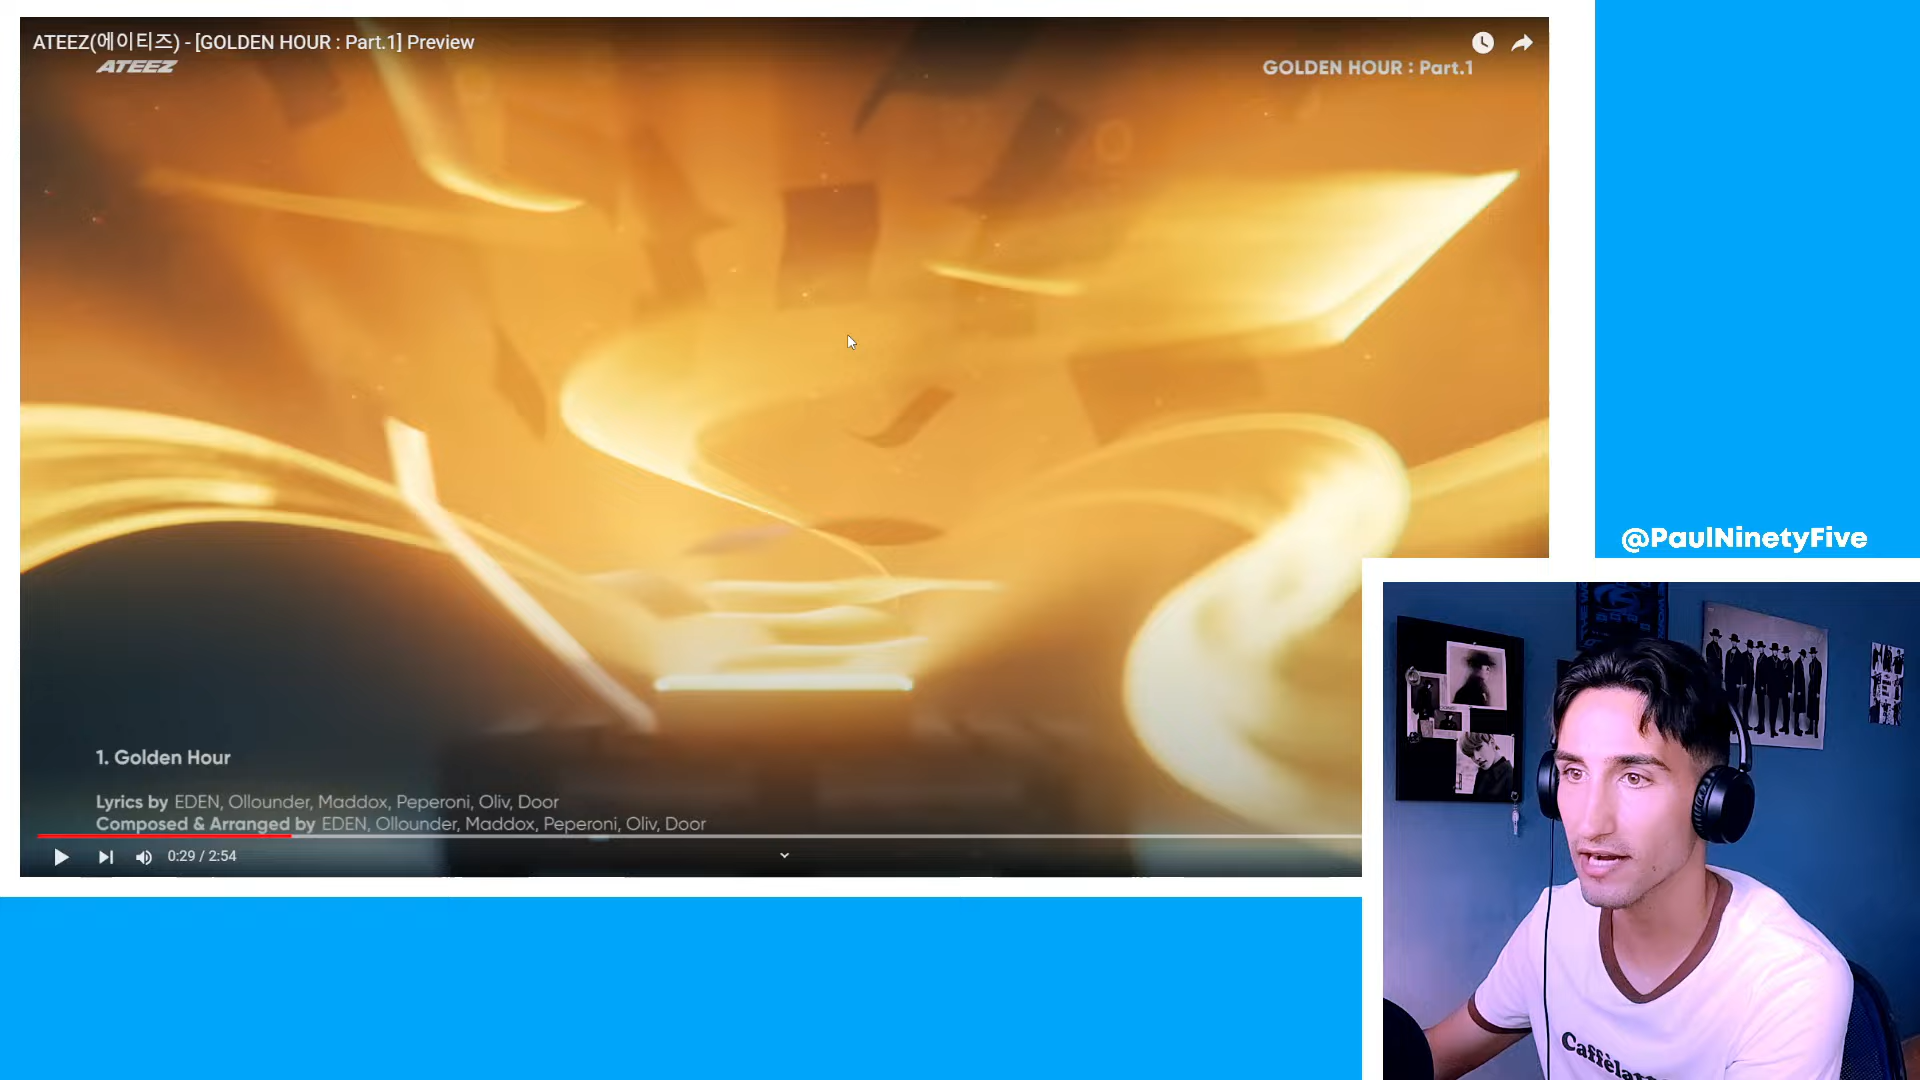 ATEEZ(에이티즈) - [GOLDEN HOUR : Part.1] Preview
ATEEZ
GOLDEN HOUR : Part.1
@PaulNinetyFive
1. Golden Hour
Lyrics by EDEN, Ollounder, Maddox, Peperoni, Oliv, Door
Composed & Arranged by EDEN, Ollounder, Maddox, Peperoni, Oliv, Door
0:29 / 2:54